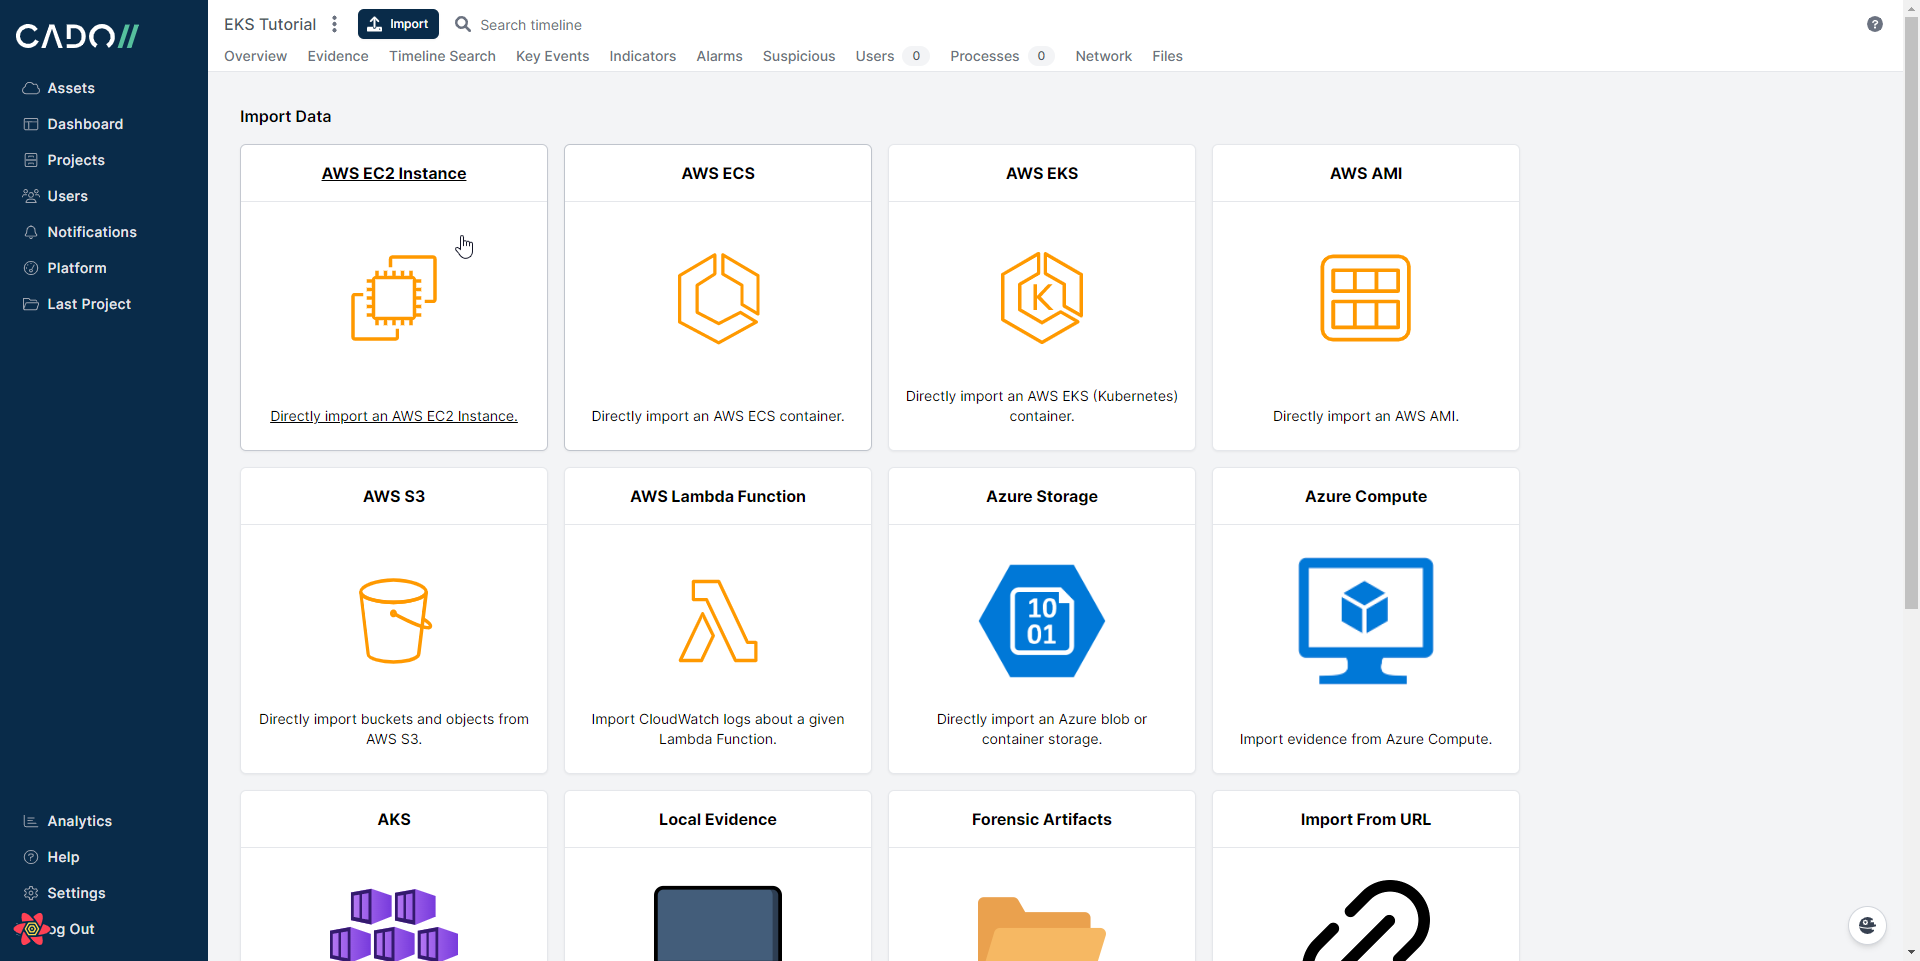 CADO//
EKS Tutorial
Import
Search timeline
Overview Evidence Timeline Search Key Events Indicators Alarms Suspicious Users 0 Processes 0 Network Files
Assets
Dashboard
Projects
Users
Notifications
Platform
Last Project
Analytics
Help
Settings
og Out
Import Data
AWS EC2 Instance
Directly import an AWS EC2 Instance.
AWS ECS
Directly import an AWS ECS container.
AWS EKS
K
Directly import an AWS EKS (Kubernetes)
container.
AWS AMI
Directly import an AWS AMI.
AWS S3
Directly import buckets and objects from
AWS S3.
AWS Lambda Function
Import CloudWatch logs about a given
Lambda Function.
Azure Storage
10
01
Directly import an Azure blob or
container storage.
Azure Compute
Import evidence from Azure Compute.
AKS
Local Evidence
Forensic Artifacts
Import From URL